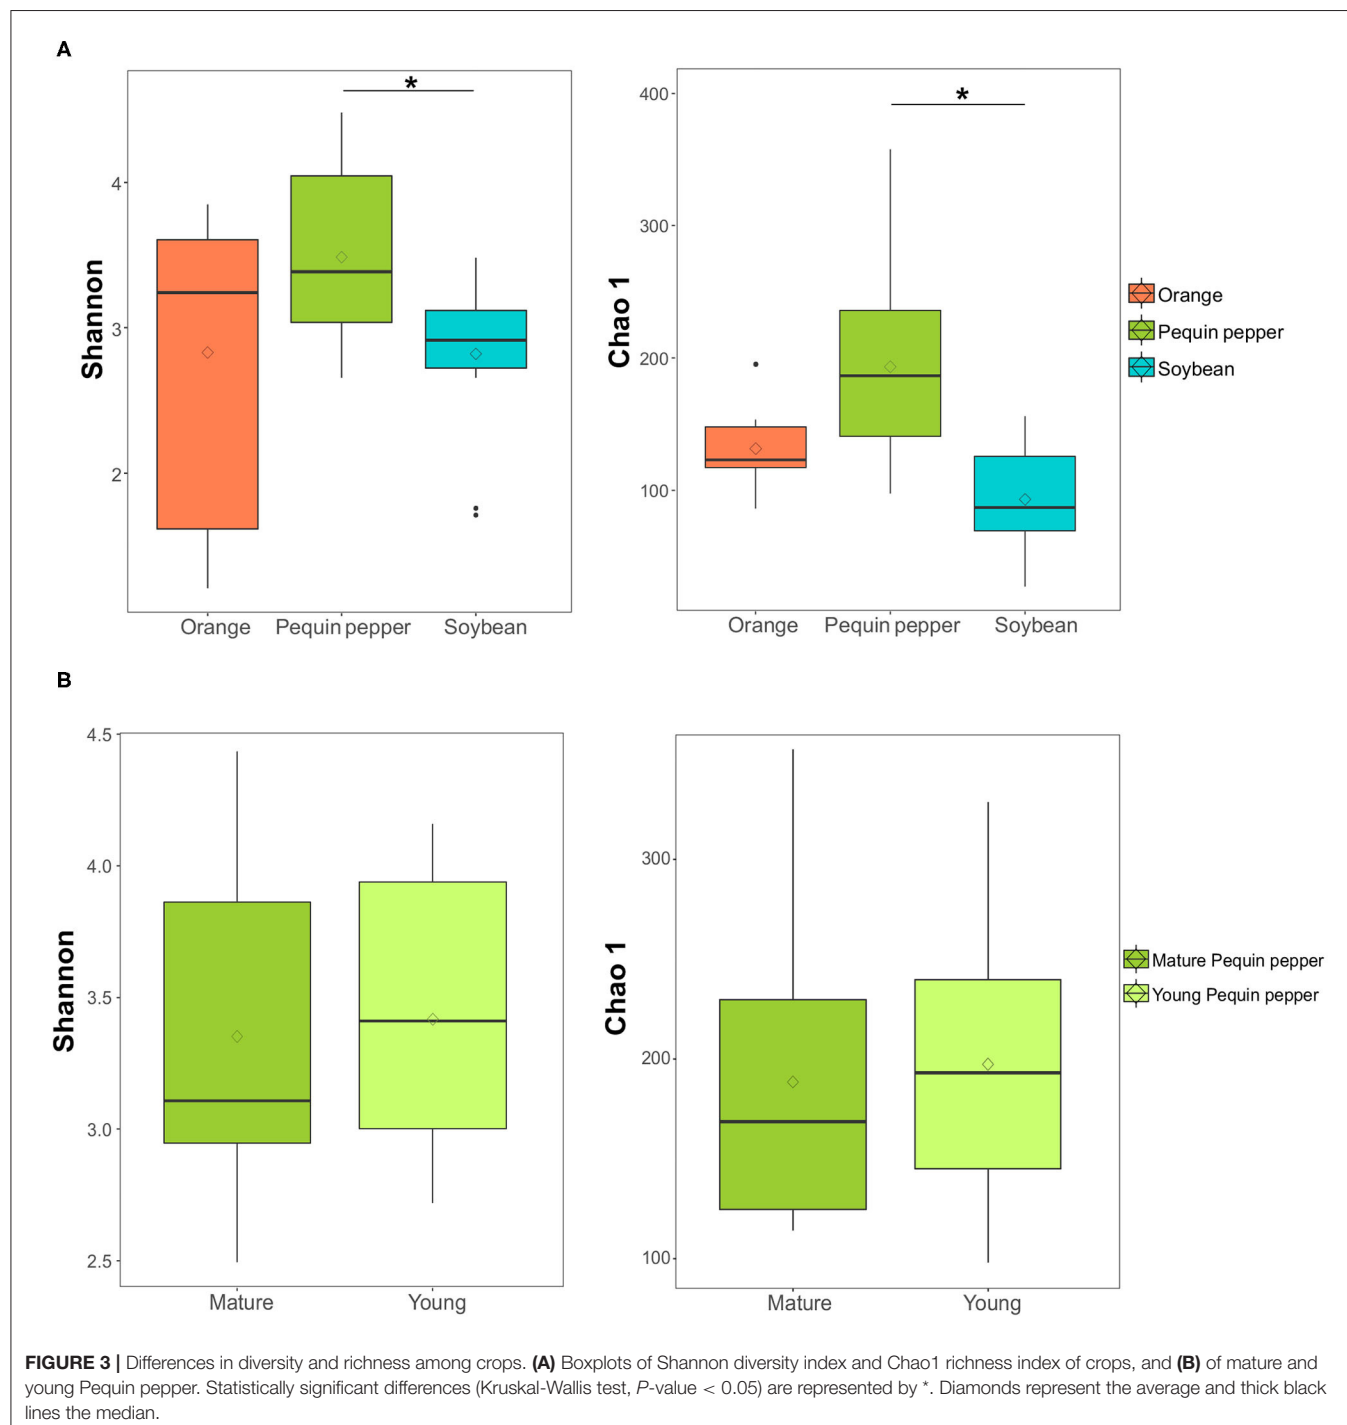 A
*
*
Shannon
4
3
2
Orange Pequin pepper Soybean
Chao 1
400
300
200
100
Orange Pequin pepper Soybean
Orange
Pequin pepper
Soybean
B
Shannon
4.5
4.0
3.5
3.0
2.5
Mature Young
Chao 1
300
200
100
Mature Young
Mature Pequin pepper
Young Pequin pepper
FIGURE 3 | Differences in diversity and richness among crops. (A) Boxplots of Shannon diversity index and Chao1 richness index of crops, and (B) of mature and
young Pequin pepper. Statistically significant differences (Kruskal-Wallis test, P-value < 0.05) are represented by *. Diamonds represent the average and thick black
lines the median.